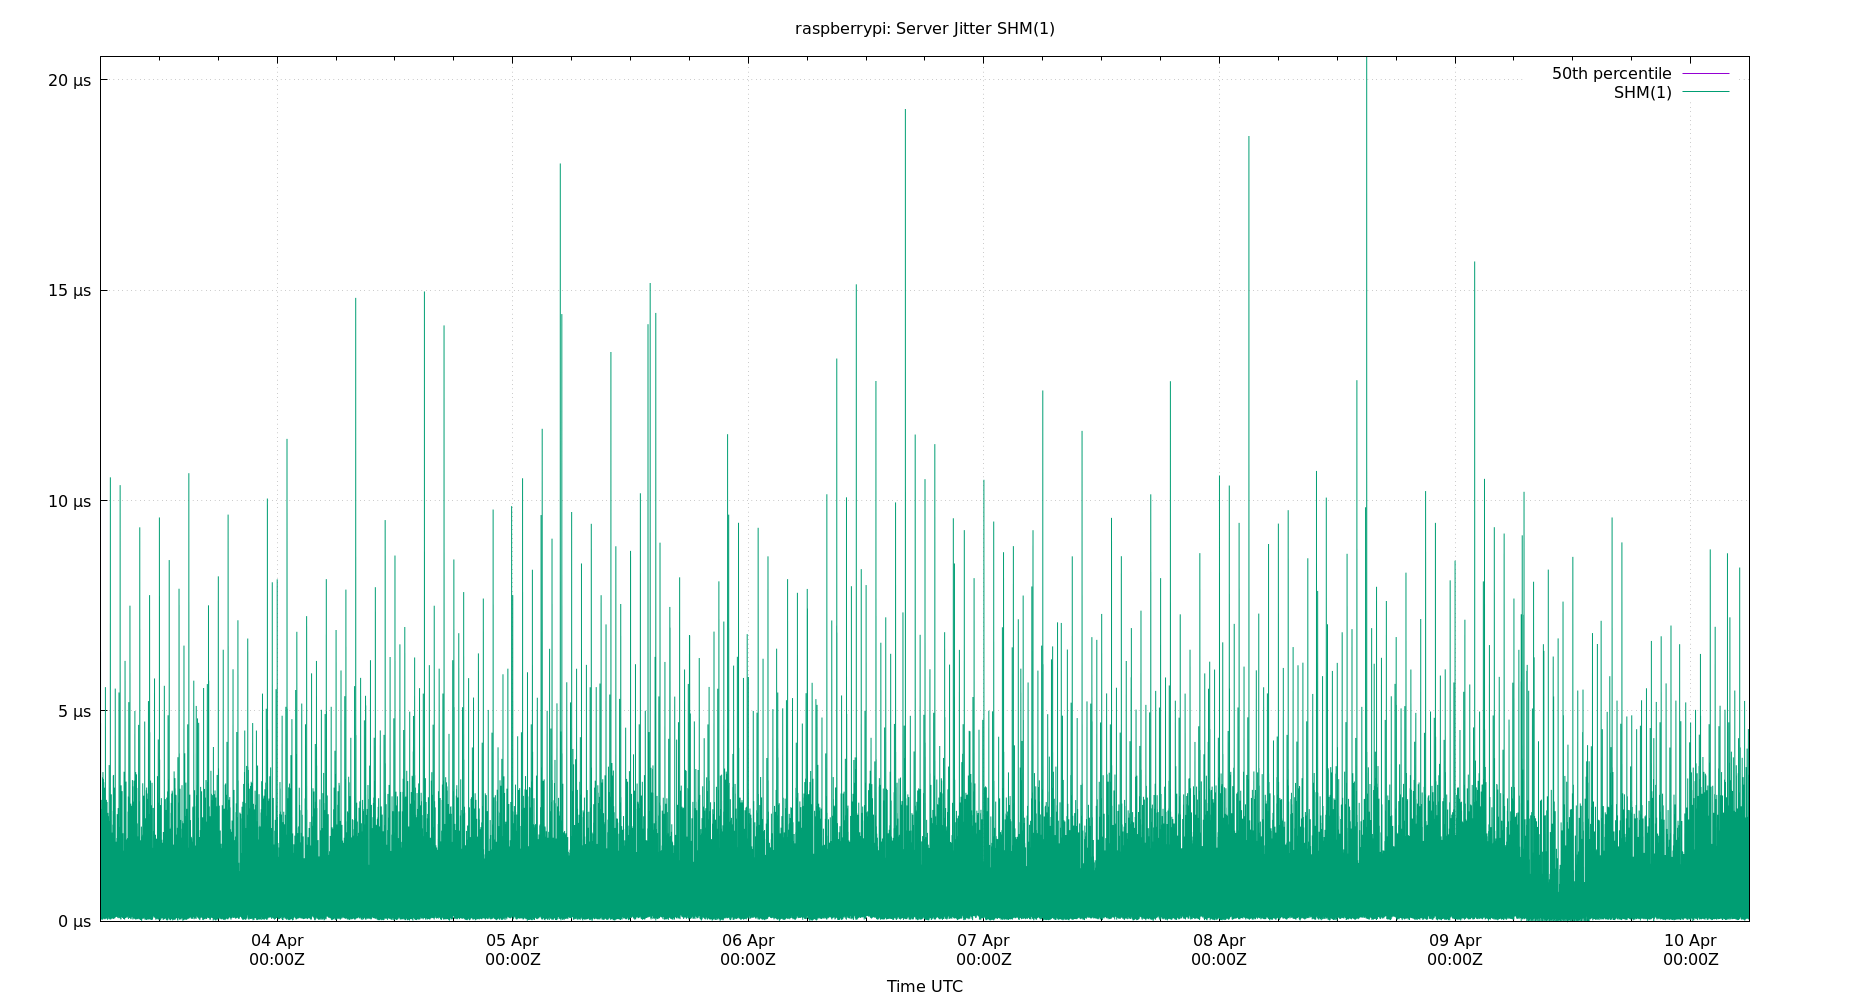 raspberrypi: Server Jitter SHM(1)
50th percentile
SHM(1)
20 µs
15 µs
10 µs
5 µs
0 µs
04 Apr 05 Apr 06 Apr 07 Apr 08 Apr 09 Apr 10 Apr
00:00Z 00:00Z 00:00Z 00:00Z 00:00Z 00:00Z 00:00Z
Time UTC